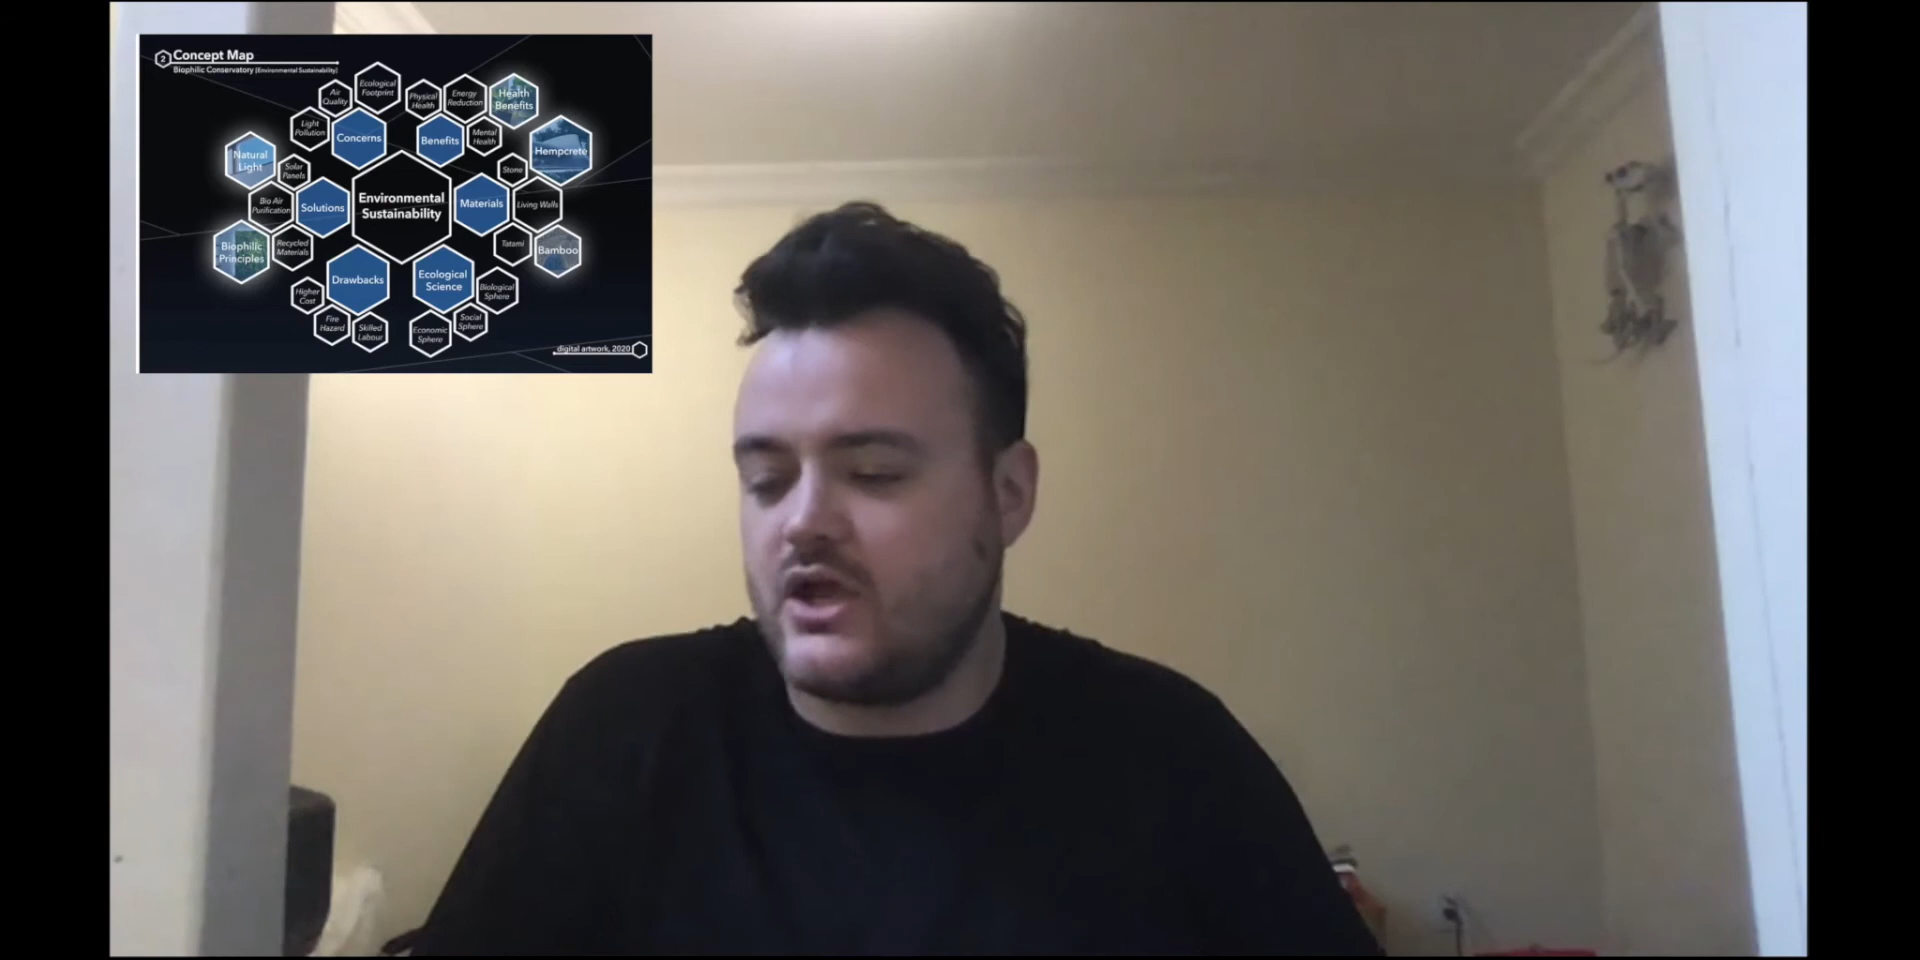 2
Concept Map
Biophilic Conservatory [Environmental Sustainability]
Ecological
Footprint
Air
Quality
Physical
Health
Energy
Reduction
Health
Benefits
Light
Pollution
Concerns
Benefits
Mental
Health
Natural
Light
Hempcrete
Solar
Panels
Stone
Environmental
Sustainability
Bio Air
Purification
Solutions
Materials
Living Walls
Biophilic
Principles
Recycled
Materials
Tatami
Bamboo
Drawbacks
Ecological
Science
Higher
Cost
Biological
Sphere
Fire
Hazard
Skilled
Labour
Economic
Sphere
Social
Sphere
digital artwork, 2020